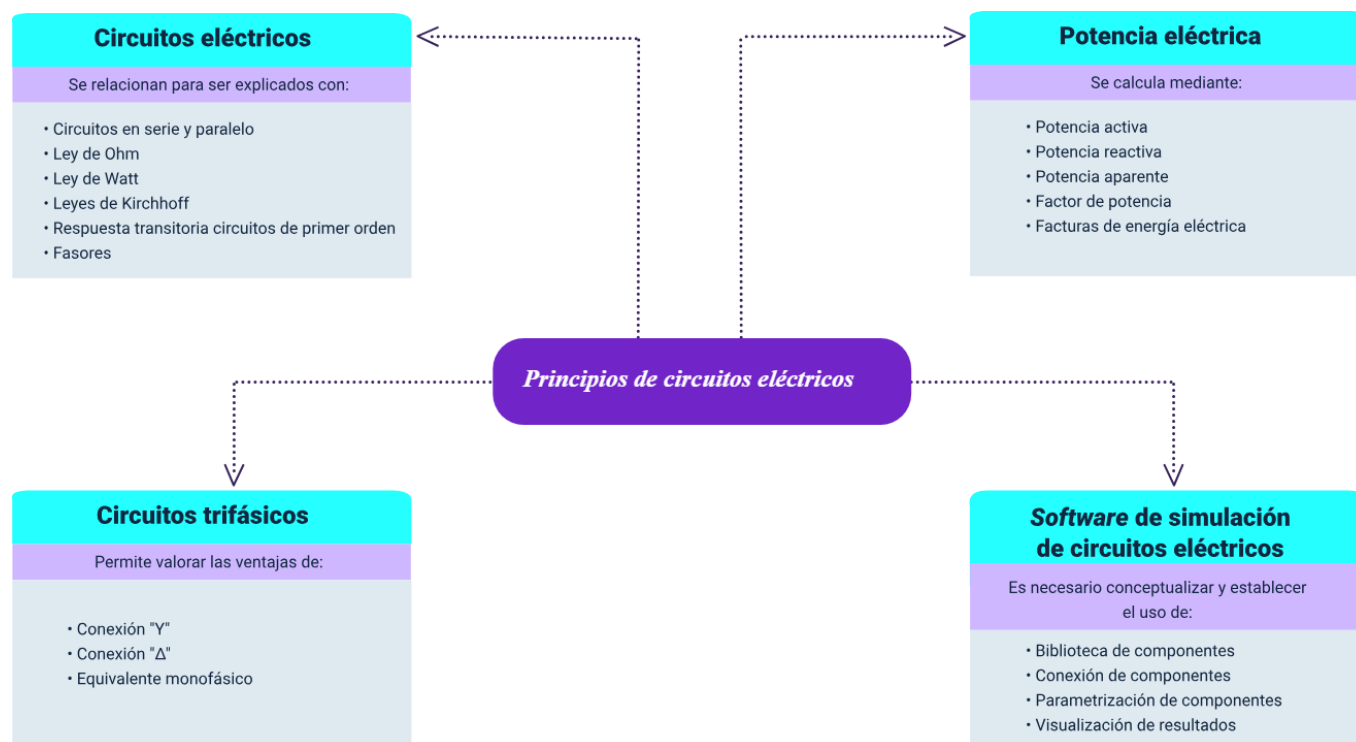 Circuitos eléctricos
Se relacionan para ser explicados con:
• Circuitos en serie y paralelo
• Ley de Ohm
• Ley de Watt
• Leyes de Kirchhoff
• Respuesta transitoria circuitos de primer orden
• Fasores
Potencia eléctrica
Se calcula mediante:
• Potencia activa
• Potencia reactiva
• Potencia aparente
• Factor de potencia
• Facturas de energía eléctrica
Principios de circuitos eléctricos
Circuitos trifásicos
Permite valorar las ventajas de:
• Conexión "Y"
• Conexión "Δ"
• Equivalente monofásico
Software de simulación
de circuitos eléctricos
Es necesario conceptualizar y establecer
el uso de:
• Biblioteca de componentes
• Conexión de componentes
• Parametrización de componentes
• Visualización de resultados